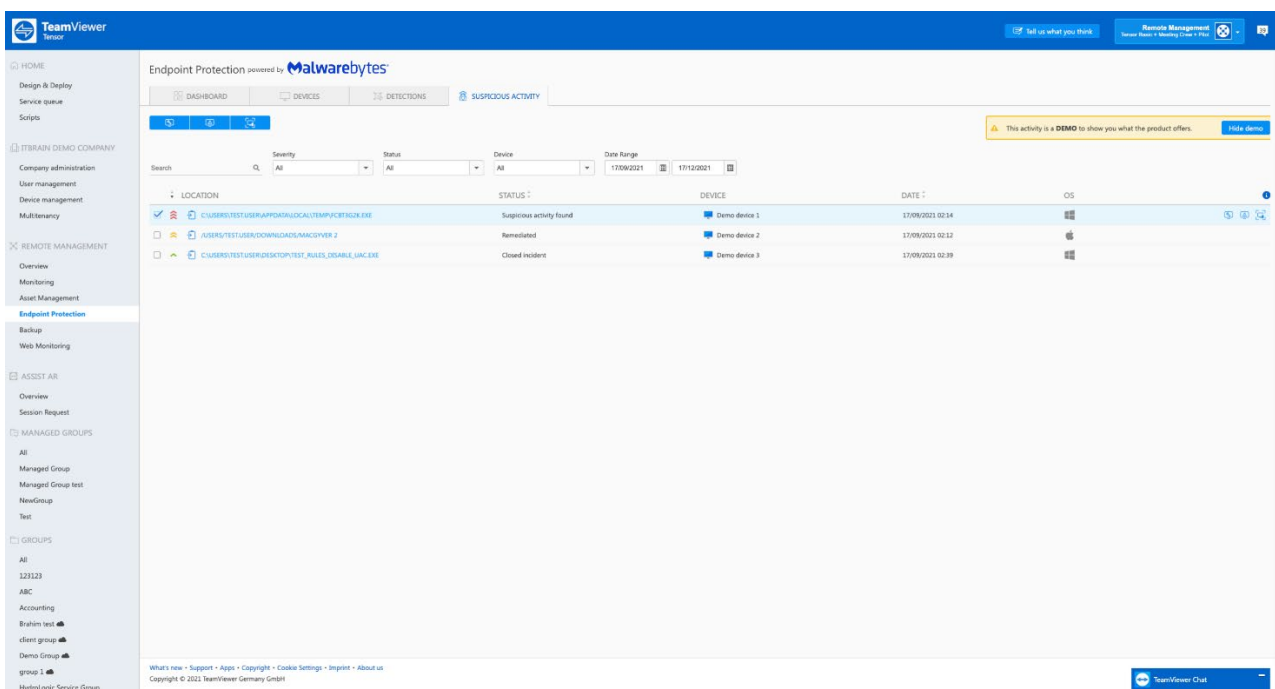 TeamViewer
Tensor
Tell us what you think
Remote Management
Tensor Basic + Meeting Crew + Pilot
HOME
Design & Deploy
Service queue
Scripts
ITBRAIN DEMO COMPANY
Company administration
User management
Device management
Multitenancy
REMOTE MANAGEMENT
Overview
Monitoring
Asset Management
Endpoint Protection
Backup
Web Monitoring
ASSIST AR
Overview
Session Request
MANAGED GROUPS
All
Managed Group
Managed Group test
NewGroup
Test
GROUPS
All
123123
ABC
Accounting
Brahim test
client group
Demo Group
group 1
HydroLogic Service Group
Endpoint Protection powered by Malwarebytes
DASHBOARD DEVICES DETECTIONS SUSPICIOUS ACTIVITY
This activity is a DEMO to show you what the product offers. Hide demo
Severity Status Device Date Range
Search All All All 17/09/2021 17/12/2021
LOCATION STATUS DEVICE DATE OS
C:\USERS\TEST.USER\APPDATA\LOCAL\TEMP\FC8TXG2K.EXE Suspicious activity found Demo device 1 17/09/2021 02:14
/USERS/TEST.USER/DOWNLOADS/MACGYVER 2 Remediated Demo device 2 17/09/2021 02:12
C:\USERS\TEST.USER\DESKTOP\TEST_RULES_DISABLE_UAC.EXE Closed incident Demo device 3 17/09/2021 02:39
What's new • Support • Apps • Copyright • Cookie Settings • Imprint • About us
Copyright © 2021 TeamViewer Germany GmbH
TeamViewer Chat